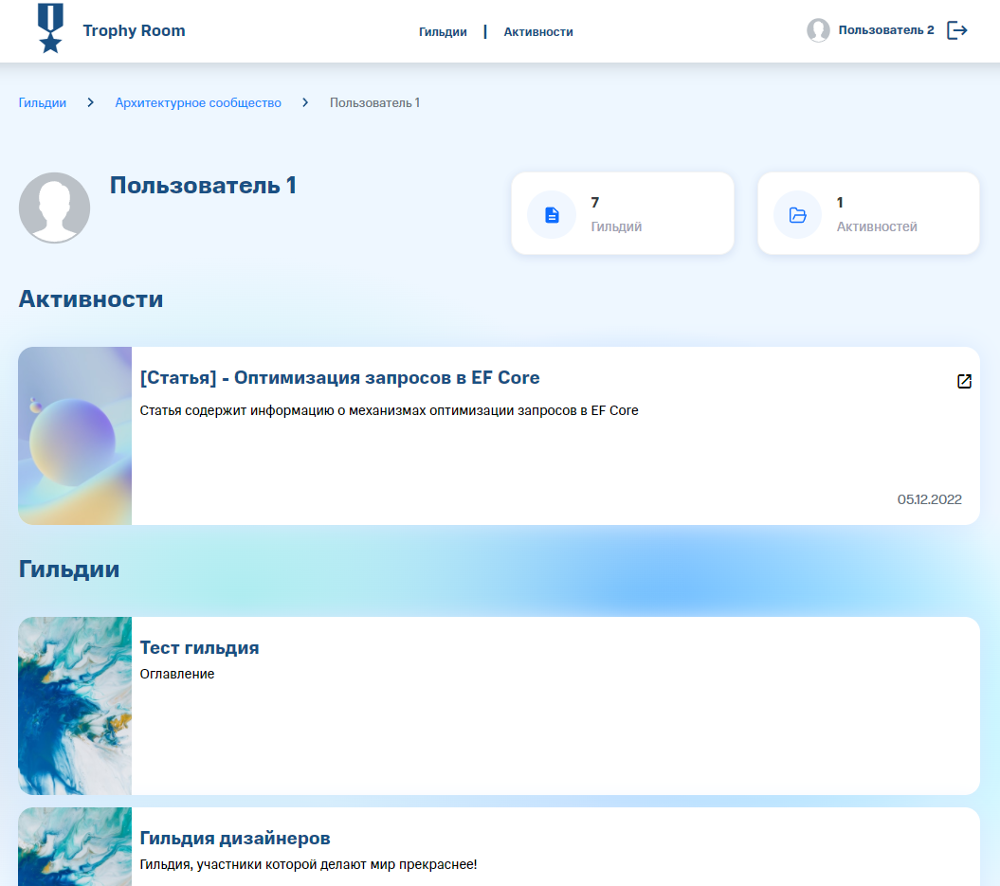 Trophy Room
Гильдии | Активности
Пользователь 2
Гильдии > Архитектурное сообщество > Пользователь 1
Пользователь 1
7
Гильдий
1
Активностей
Активности
[Статья] - Оптимизация запросов в EF Core
Статья содержит информацию о механизмах оптимизации запросов в EF Core
05.12.2022
Гильдии
Тест гильдия
Оглавление
Гильдия дизайнеров
Гильдия, участники которой делают мир прекраснее!